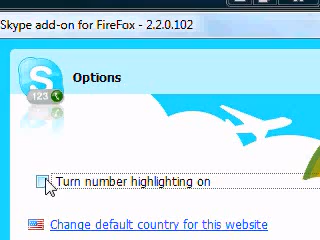 Skype add-on for FireFox - 2.2.0.102
S
123
Options
Turn number highlighting on
Change default country for this website